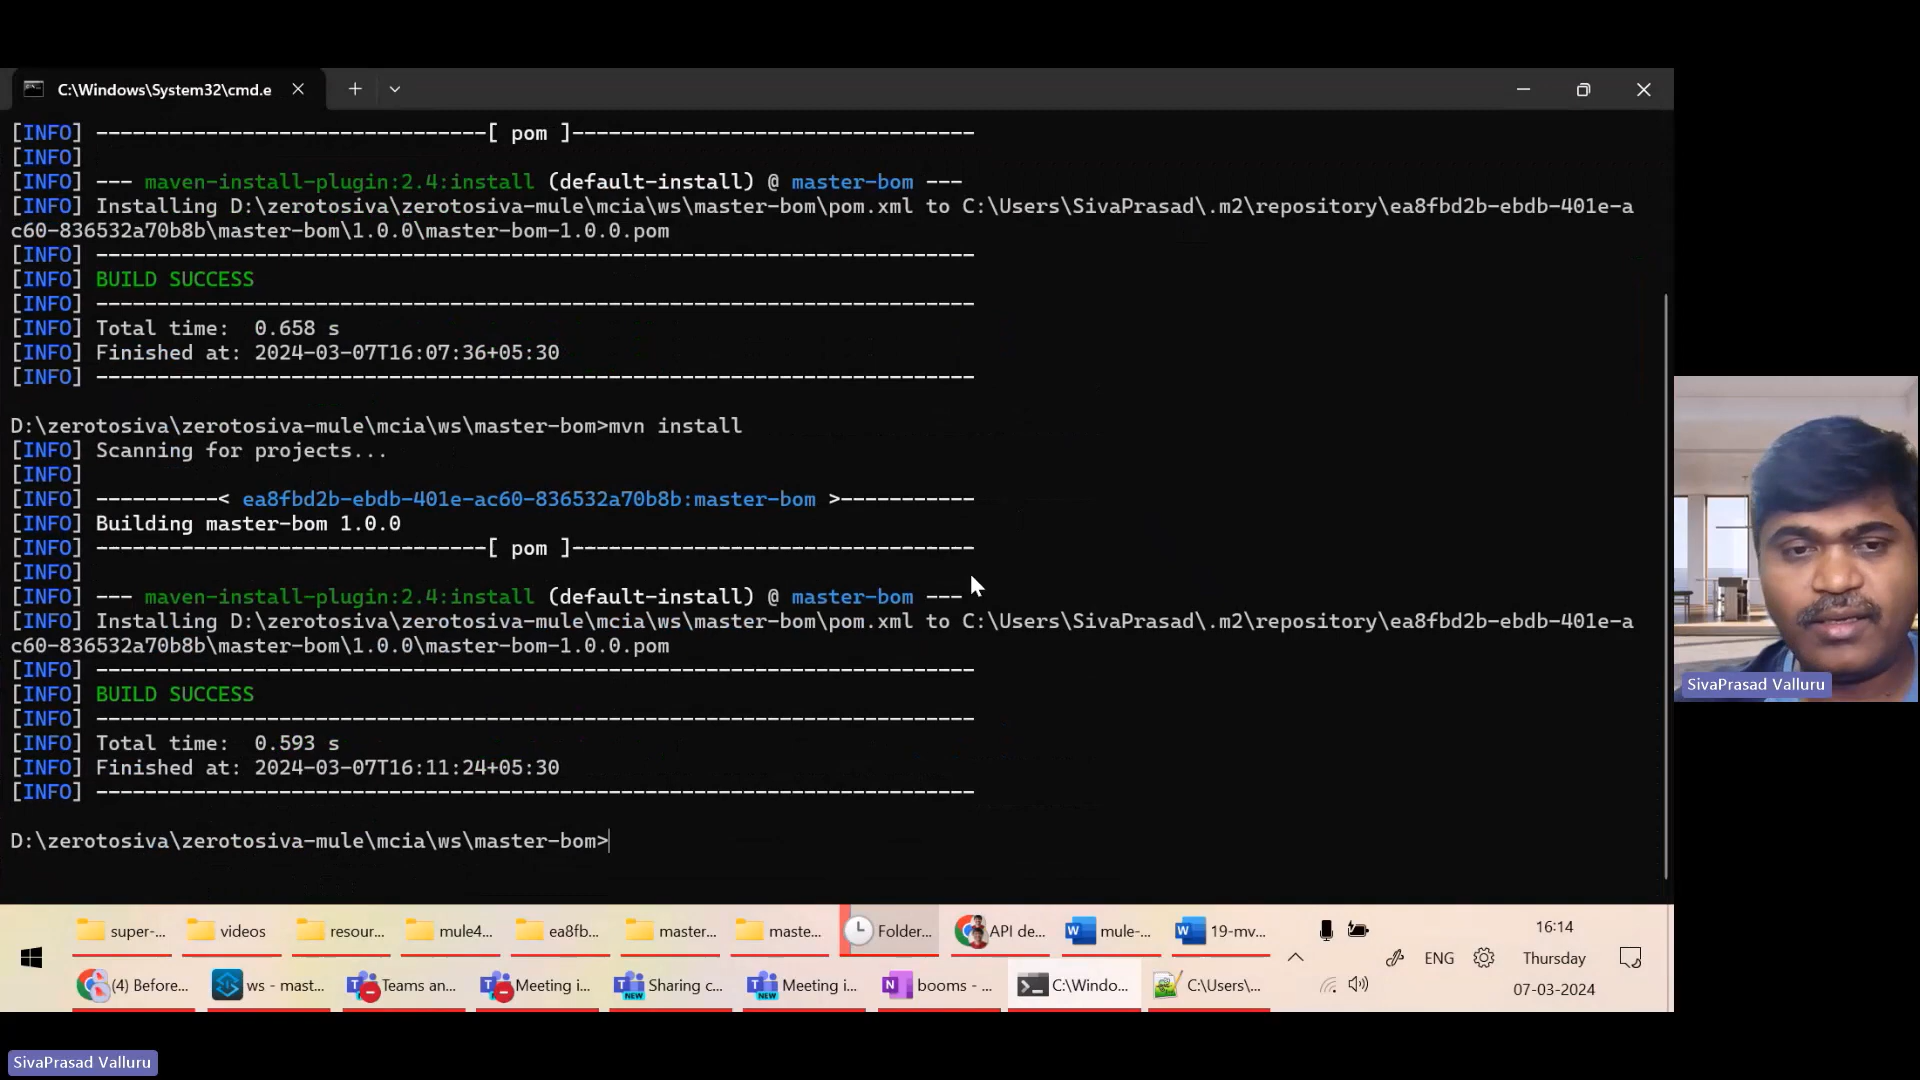 C:\Windows\System32\cmd.e
[INFO] --------------------------------[ pom ]---------------------------------
[INFO]
[INFO] --- maven-install-plugin:2.4:install (default-install) @ master-bom ---
[INFO] Installing D:\zerotosiva\zerotosiva-mule\mcia\ws\master-bom\pom.xml to C:\Users\SivaPrasad\.m2\repository\ea8fbd2b-ebdb-401e-a
c60-836532a70b8b\master-bom\1.0.0\master-bom-1.0.0.pom
[INFO] ------------------------------------------------------------------------
[INFO] BUILD SUCCESS
[INFO] ------------------------------------------------------------------------
[INFO] Total time:  0.658 s
[INFO] Finished at: 2024-03-07T16:07:36+05:30
[INFO] ------------------------------------------------------------------------
D:\zerotosiva\zerotosiva-mule\mcia\ws\master-bom>mvn install
[INFO] Scanning for projects...
[INFO]
[INFO] ----------< ea8fbd2b-ebdb-401e-ac60-836532a70b8b:master-bom >-----------
[INFO] Building master-bom 1.0.0
[INFO] --------------------------------[ pom ]---------------------------------
[INFO]
[INFO] --- maven-install-plugin:2.4:install (default-install) @ master-bom ---
[INFO] Installing D:\zerotosiva\zerotosiva-mule\mcia\ws\master-bom\pom.xml to C:\Users\SivaPrasad\.m2\repository\ea8fbd2b-ebdb-401e-a
c60-836532a70b8b\master-bom\1.0.0\master-bom-1.0.0.pom
[INFO] ------------------------------------------------------------------------
[INFO] BUILD SUCCESS
[INFO] ------------------------------------------------------------------------
[INFO] Total time:  0.593 s
[INFO] Finished at: 2024-03-07T16:11:24+05:30
[INFO] ------------------------------------------------------------------------
D:\zerotosiva\zerotosiva-mule\mcia\ws\master-bom>
SivaPrasad Valluru
super-... videos resour... mule4... ea8fb... master... maste... Folder... API de... mule-... 19-mv... 16:14
ENG Thursday
(4) Before... ws - mast... Teams an... Meeting i... Sharing c... Meeting i... booms - ... C:\Windo... C:\Users\... 07-03-2024
SivaPrasad Valluru